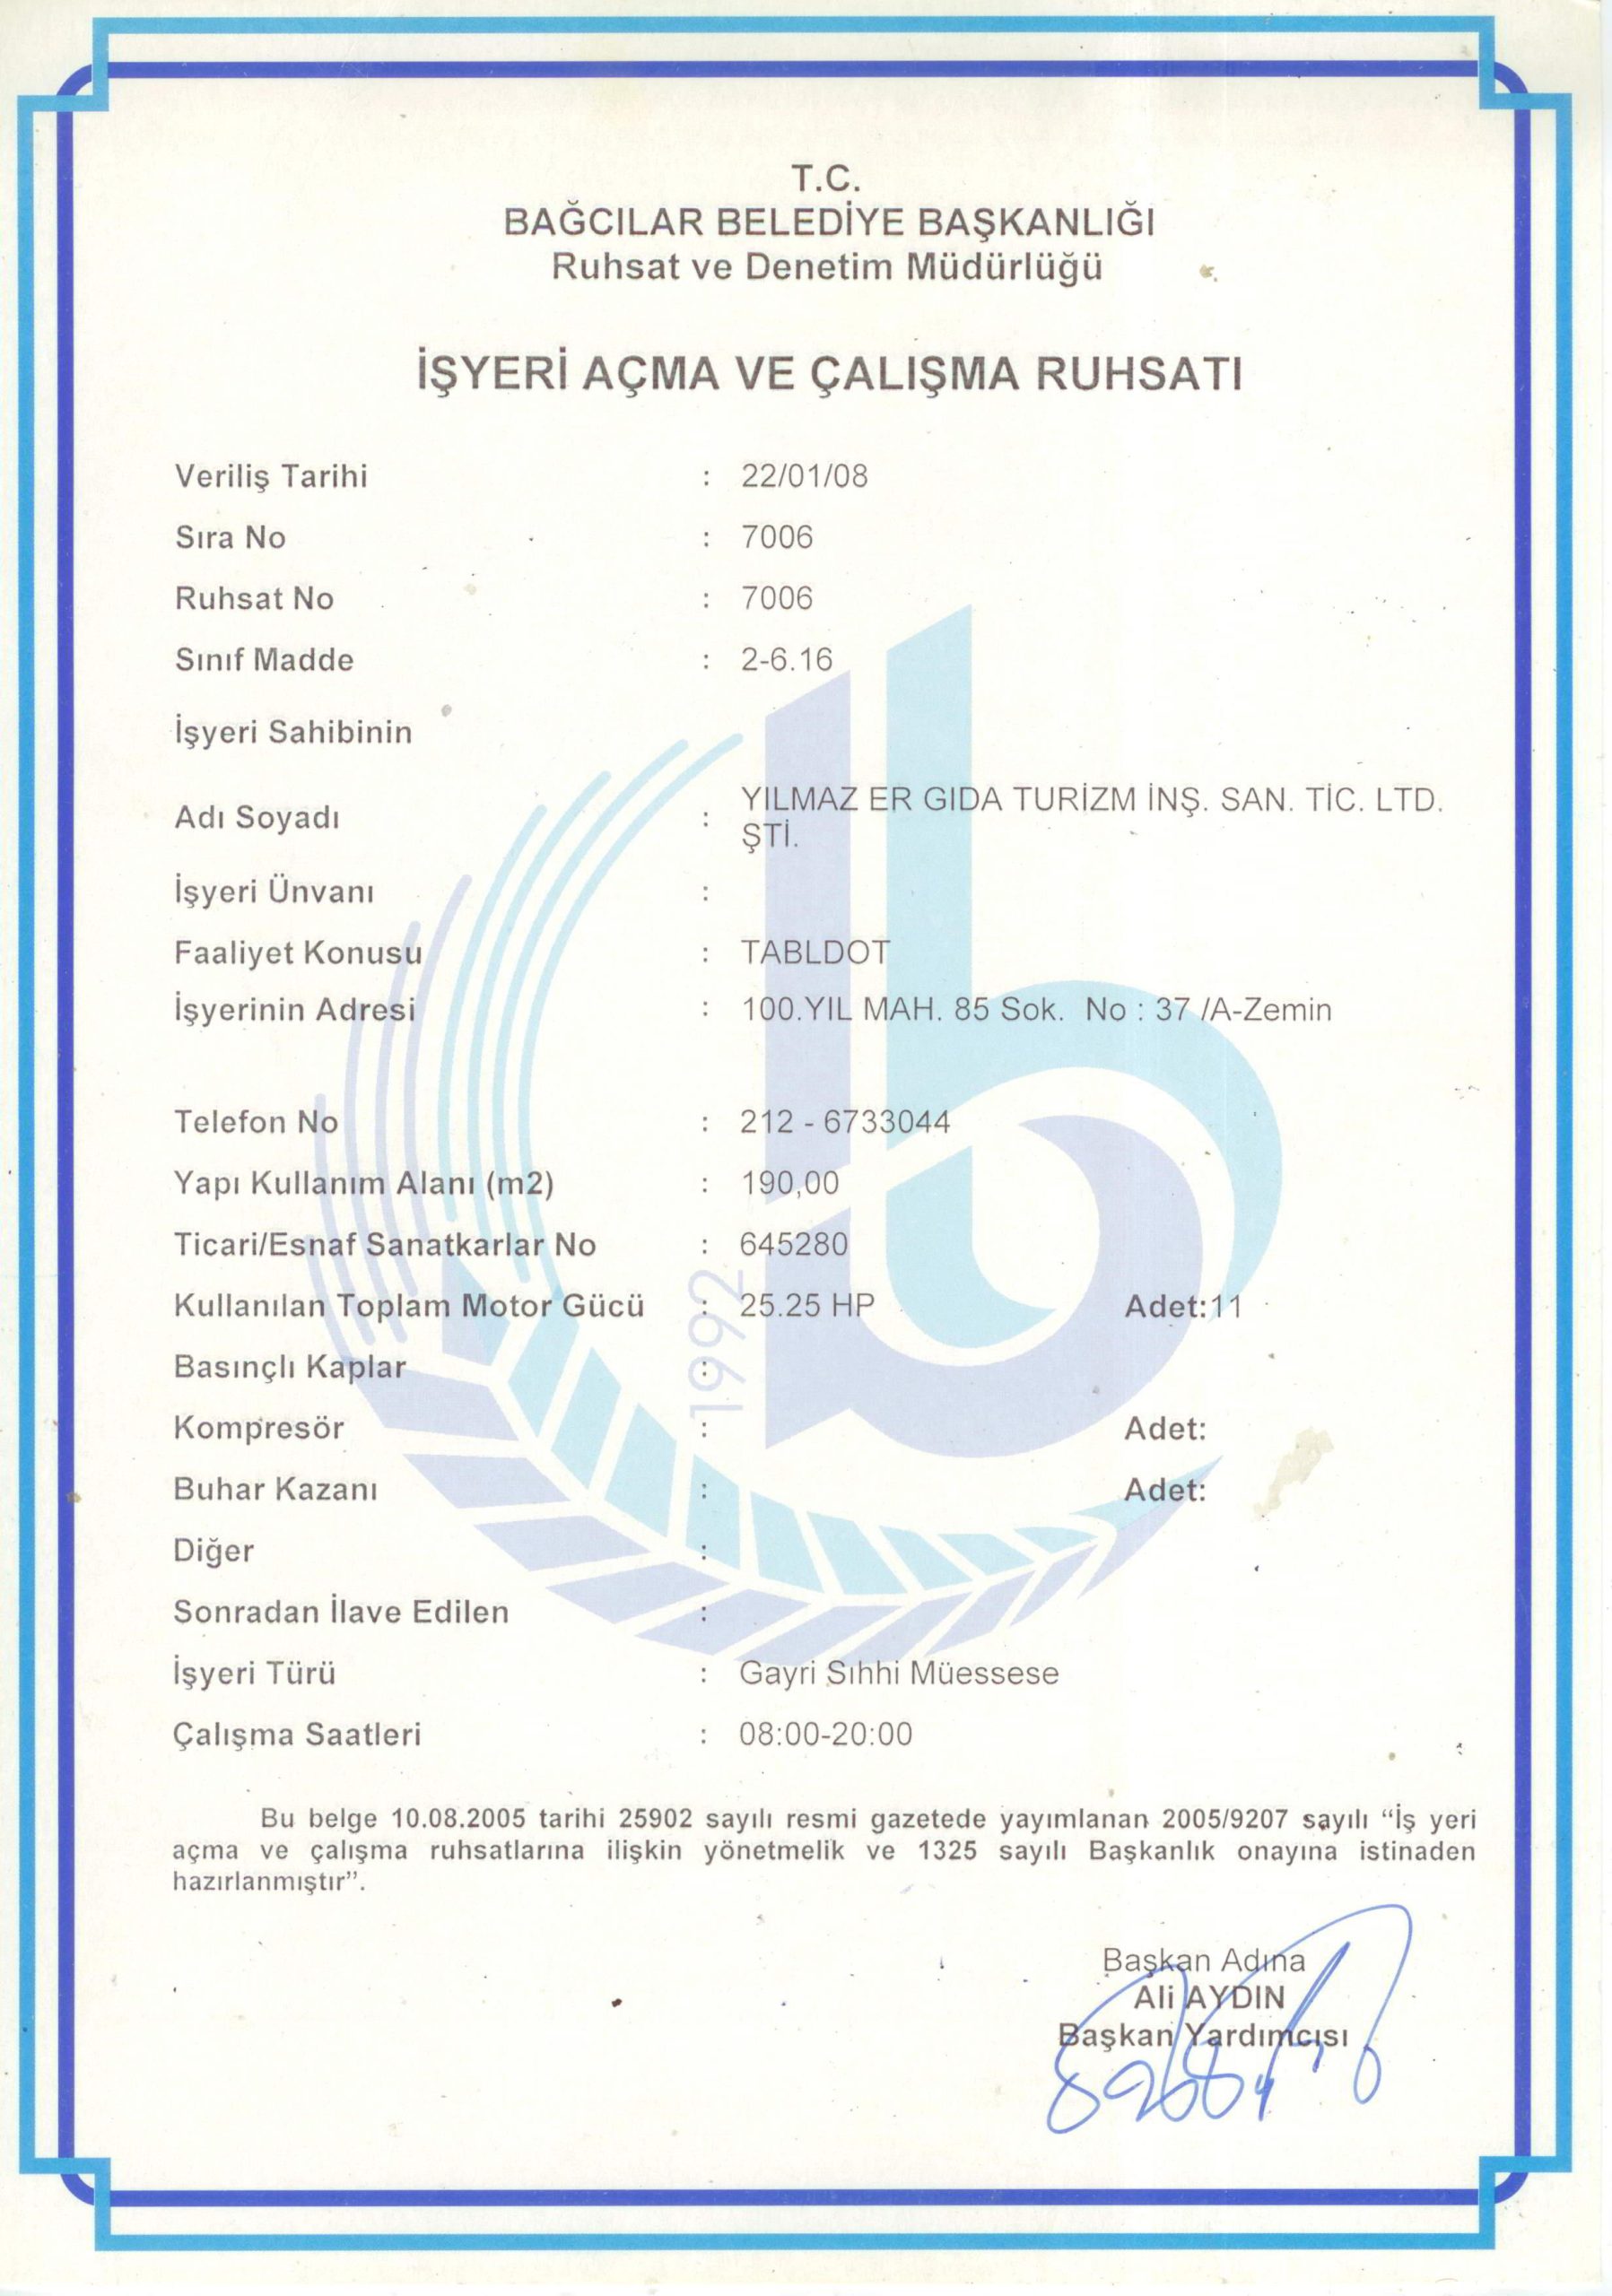 T.C.
BAĞCILAR BELEDİYE BAŞKANLIĞI
Ruhsat ve Denetim Müdürlüğü
İŞYERİ AÇMA VE ÇALIŞMA RUHSATI
Veriliş Tarihi : 22/01/08
Sıra No : 7006
Ruhsat No : 7006
Sınıf Madde : 2-6.16
İşyeri Sahibinin
Adı Soyadı : YILMAZ ER GIDA TURİZM İNŞ. SAN. TİC. LTD.
ŞTİ.
İşyeri Ünvanı :
Faaliyet Konusu : TABLDOT
İşyerinin Adresi : 100.YIL MAH. 85 Sok. No : 37 /A-Zemin
Telefon No : 212 - 6733044
Yapı Kullanım Alanı (m2) : 190,00
Ticari/Esnaf Sanatkarlar No : 645280
Kullanılan Toplam Motor Gücü : 25.25 HP Adet:11
Basınçlı Kaplar :
Kompresör : Adet:
Buhar Kazanı : Adet:
Diğer :
Sonradan İlave Edilen :
İşyeri Türü : Gayri Sıhhi Müessese
Çalışma Saatleri : 08:00-20:00
1992
Bu belge 10.08.2005 tarihi 25902 sayılı resmi gazetede yayımlanan 2005/9207 sayılı “İş yeri
açma ve çalışma ruhsatlarına ilişkin yönetmelik ve 1325 sayılı Başkanlık onayına istinaden
hazırlanmıştır”.
Başkan Adına
Ali AYDIN
Başkan Yardımcısı